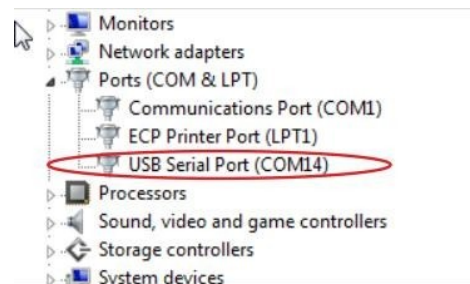 Monitors
Network adapters
Ports (COM & LPT)
Communications Port (COM1)
ECP Printer Port (LPT1)
USB Serial Port (COM14)
Processors
Sound, video and game controllers
Storage controllers
System devices